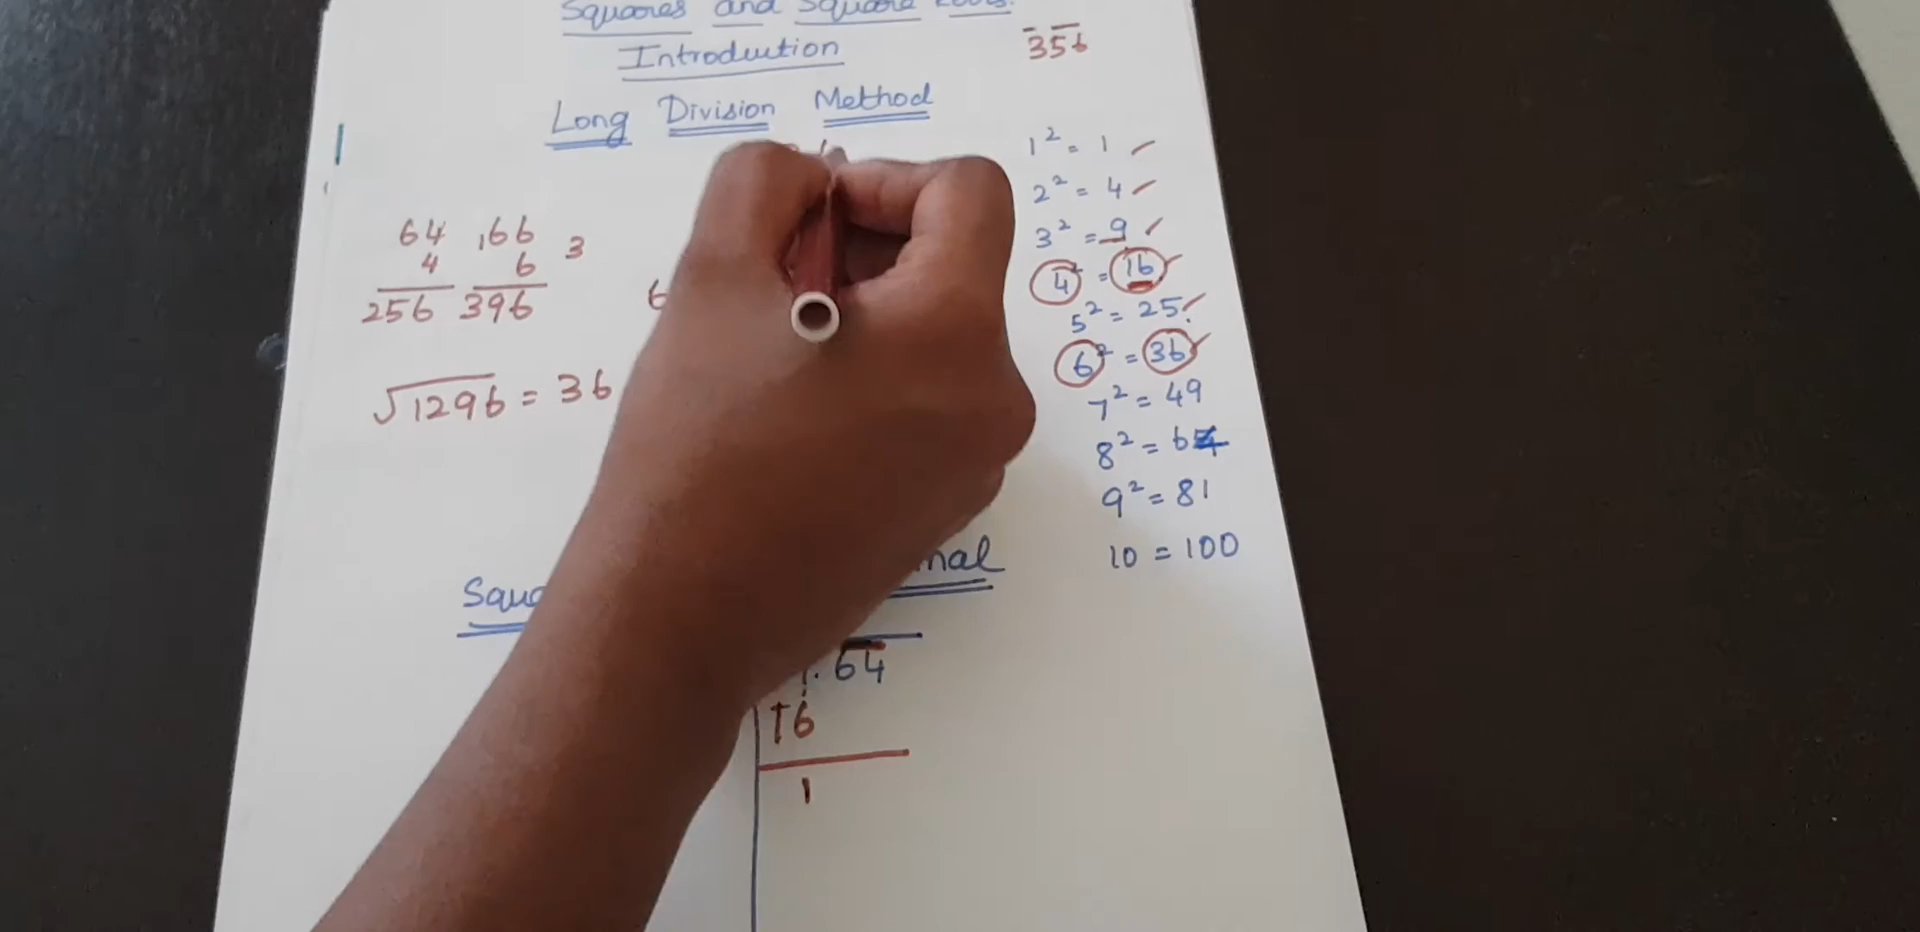 Squares and Square Roots.
Introduction
356
Long Division Method
1² = 1
2² = 4
3² = 9
4² = 16
5² = 25
6² = 36
7² = 49
8² = 64
9² = 81
10 = 100
64 166 3
4 6
256 396
6
√1296 = 36
. 64
16
1